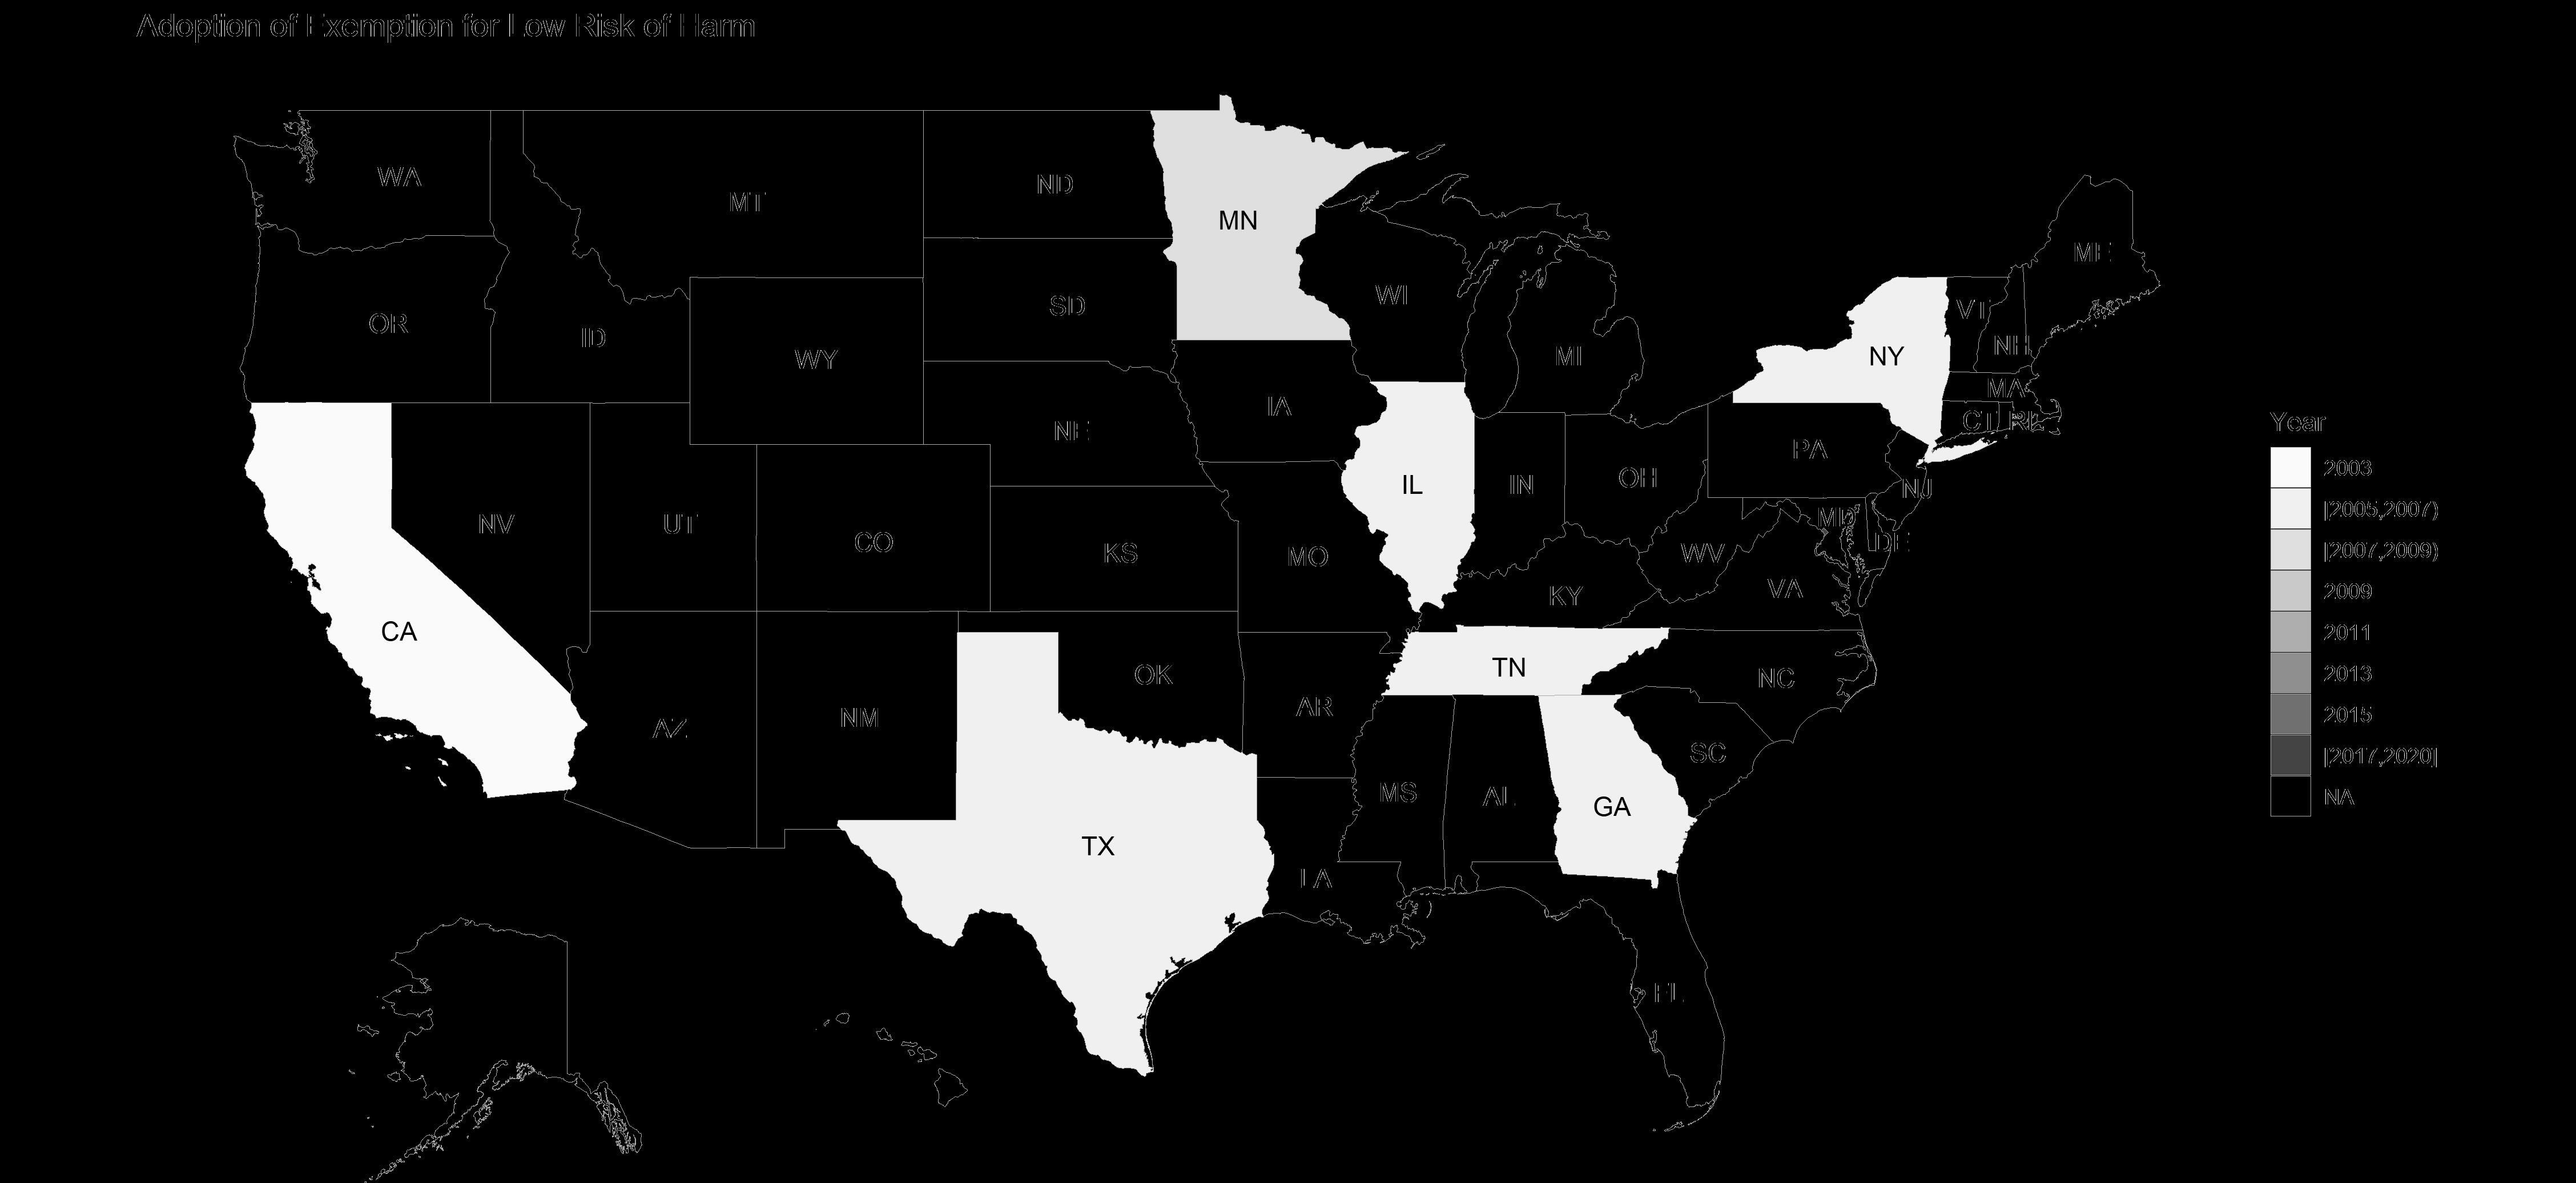 Adoption of Exemption for Low Risk of Harm
WA
MT
ND
MN
ME
OR
ID
WY
SD
WI
MI
NY
VT
NH
MA
CT
RI
NE
IA
PA
NJ
NV
UT
CO
KS
MO
IL
IN
OH
WV
MD
DE
VA
KY
CA
AZ
NM
OK
AR
TN
NC
SC
TX
LA
MS
AL
GA
FL
Year
2003
[2005,2007)
[2007,2009)
2009
2011
2013
2015
[2017,2020]
NA